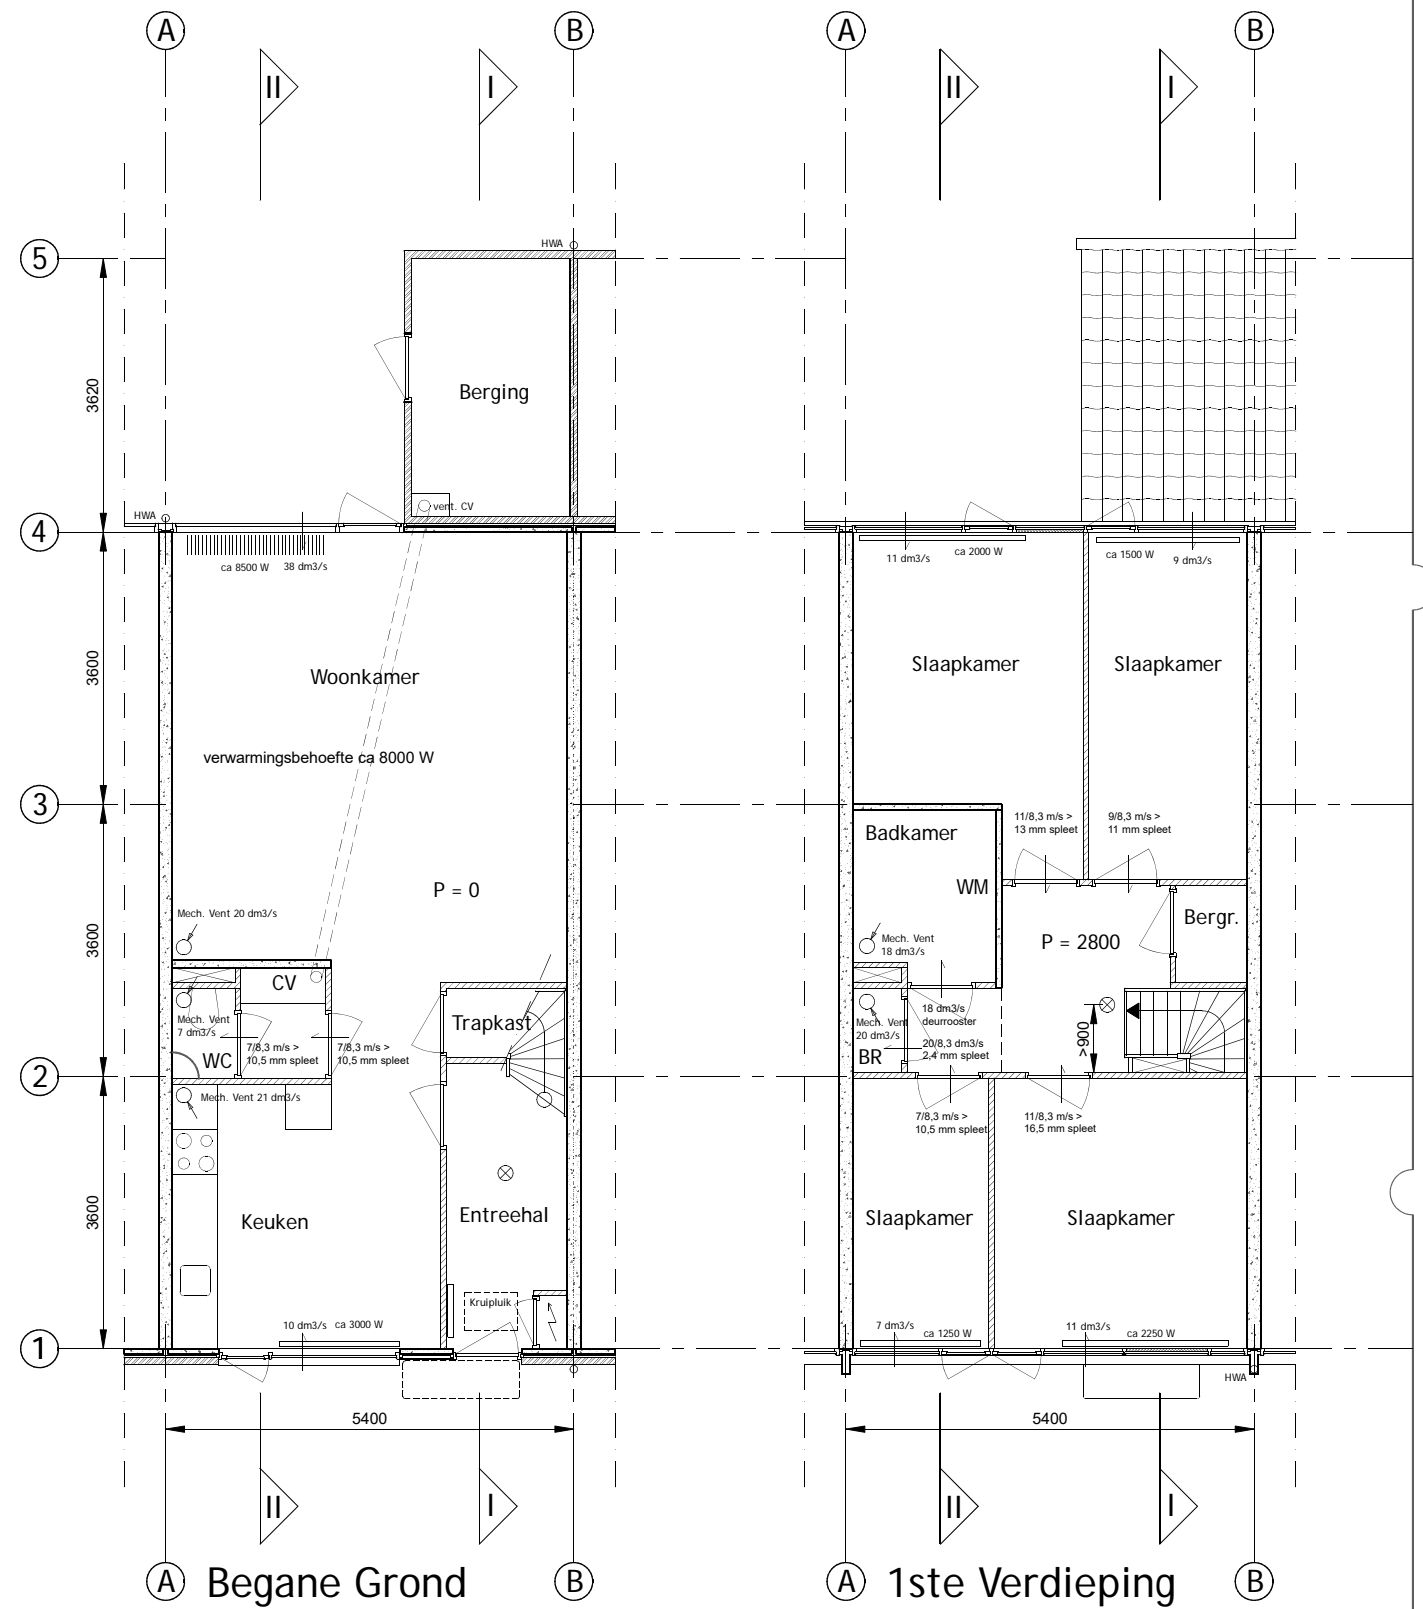 A
B
A
B
II
I
II
I
5
HWA
3620
Berging
vent. CV
HWA
4
ca 8500 W
38 dm3/s
11 dm3/s
ca 2000 W
ca 1500 W
9 dm3/s
3600
Woonkamer
Slaapkamer
Slaapkamer
verwarmingsbehoefte ca 8000 W
3
11/8,3 m/s >
13 mm spleet
9/8,3 m/s >
11 mm spleet
Badkamer
WM
P = 0
3600
Mech. Vent 20 dm3/s
Bergr.
Mech. Vent
18 dm3/s
P = 2800
CV
Trapkast
Mech. Vent
7 dm3/s
WC
7/8,3 m/s >
10,5 mm spleet
7/8,3 m/s >
10,5 mm spleet
18 dm3/s
deurrooster
Mech. Vent
20 dm3/s
BR
20/8,3 dm3/s
2,4 mm spleet
>900
2
Mech. Vent 21 dm3/s
7/8,3 m/s >
10,5 mm spleet
11/8,3 m/s >
16,5 mm spleet
3600
Keuken
Entreehal
Slaapkamer
Slaapkamer
Kruipluik
10 dm3/s
ca 3000 W
7 dm3/s
ca 1250 W
11 dm3/s
ca 2250 W
1
HWA
5400
5400
II
I
II
I
A
Begane Grond
B
A
1ste Verdieping
B